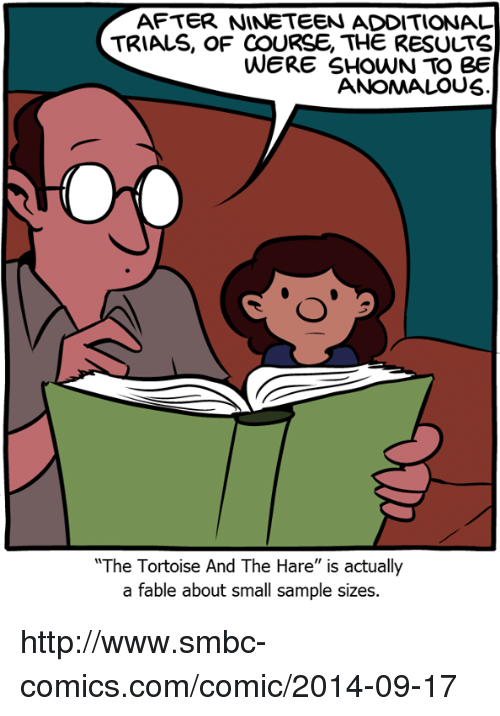 AFTER NINETEEN ADDITIONAL
TRIALS, OF COURSE, THE RESULTS
WERE SHOWN TO BE
ANOMALOUS.
"The Tortoise And The Hare" is actually
a fable about small sample sizes.
http://www.smbc-
comics.com/comic/2014-09-17